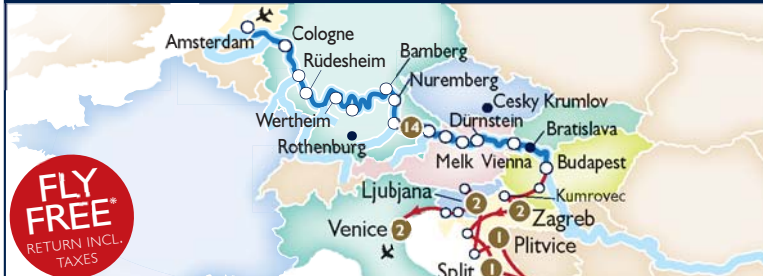 Amsterdam
Cologne
Rüdesheim
Bamberg
Nuremberg
Wertheim
Rothenburg
14
Cesky Krumlov
Dürnstein
Bratislava
Melk
Vienna
Budapest
Ljubjana
2
Kumrovec
2
Zagreb
Venice
2
1
Plitvice
Split
1
FLY
FREE*
RETURN INCL.
TAXES